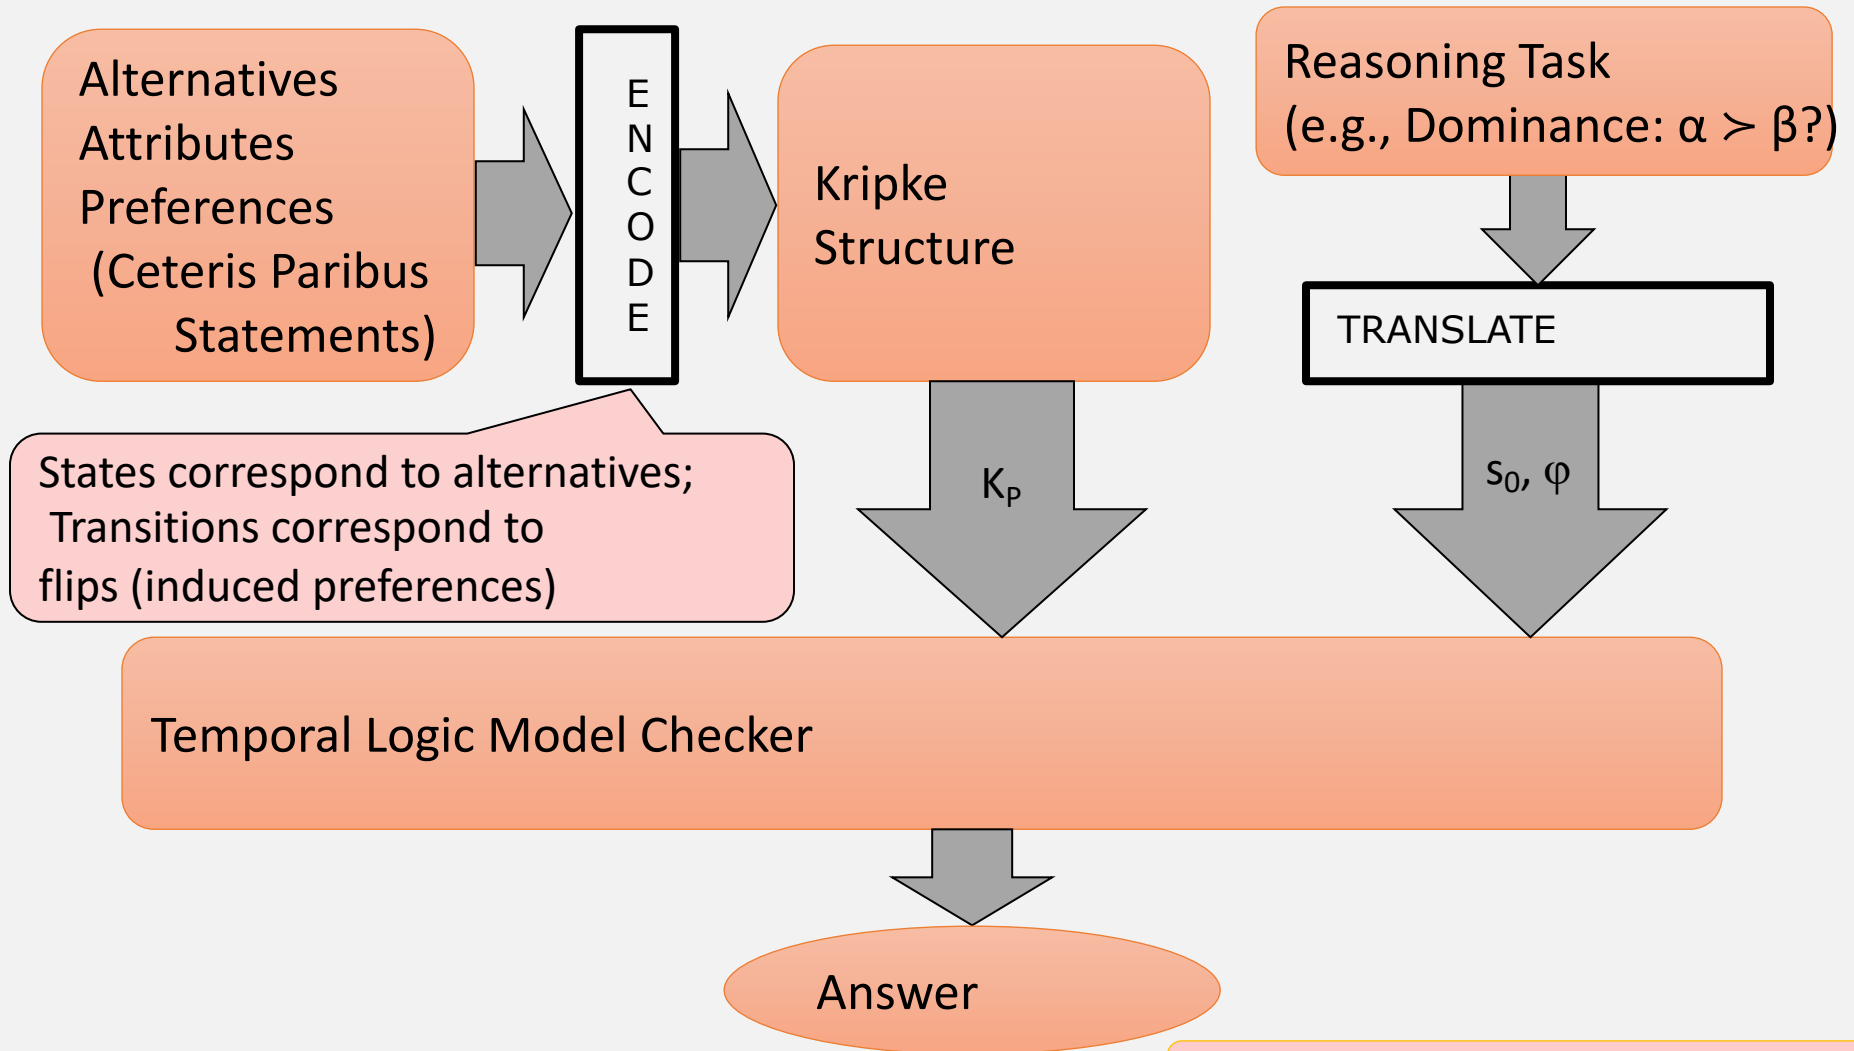 Alternatives
Attributes
Preferences
(Ceteris Paribus
Statements)
E
N
C
O
D
E
Kripke
Structure
Reasoning Task
(e.g., Dominance: α ≻ β?)
TRANSLATE
States correspond to alternatives;
Transitions correspond to
flips (induced preferences)
K_P
s₀, φ
Temporal Logic Model Checker
Answer